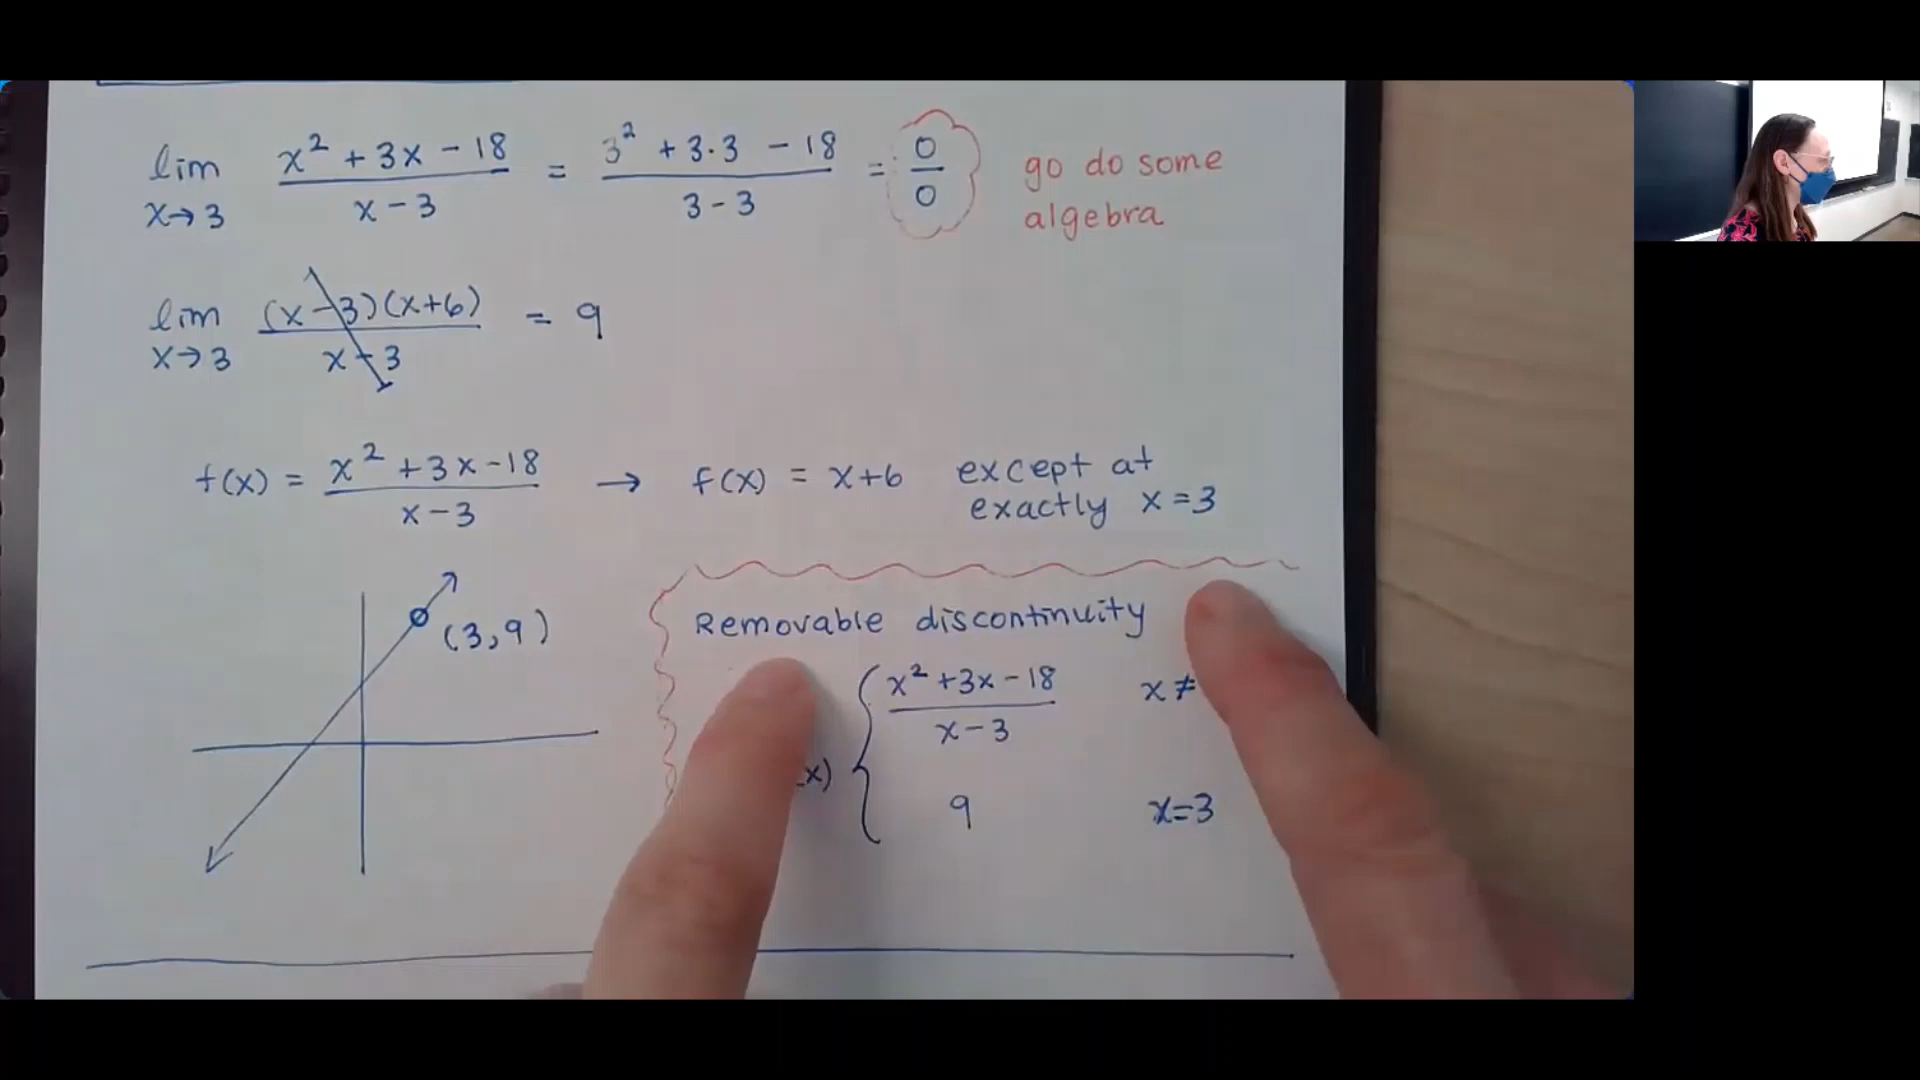 lim x→3 (x² + 3x - 18)/(x - 3) = (3² + 3·3 - 18)/(3 - 3) = 0/0
go do some
algebra
lim x→3 (x-3)(x+6)/(x-3) = 9
f(x) = (x² + 3x - 18)/(x - 3) → f(x) = x+6 except at
exactly x = 3
(3,9)
Removable discontinuity
(x² + 3x - 18)/(x - 3) x ≠
x)
9 x=3